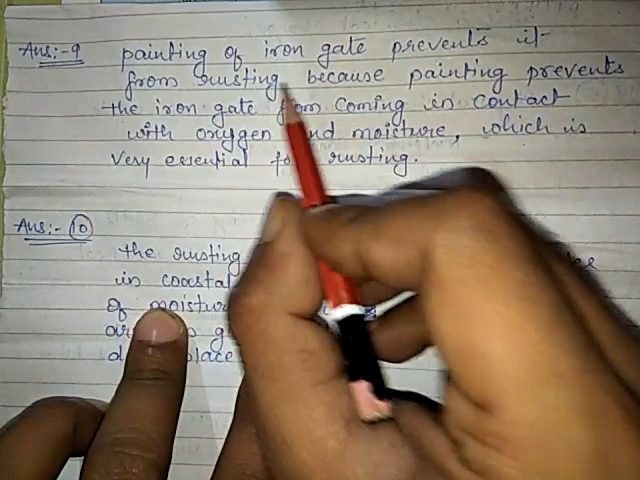 Ans:-9 painting of iron gate prevents it
from rusting because painting prevents
the iron gate from coming in contact
with oxygen and moisture, which is
very essential for rusting.
Ans:- 10
the rusting
in coastal
of moisture
place